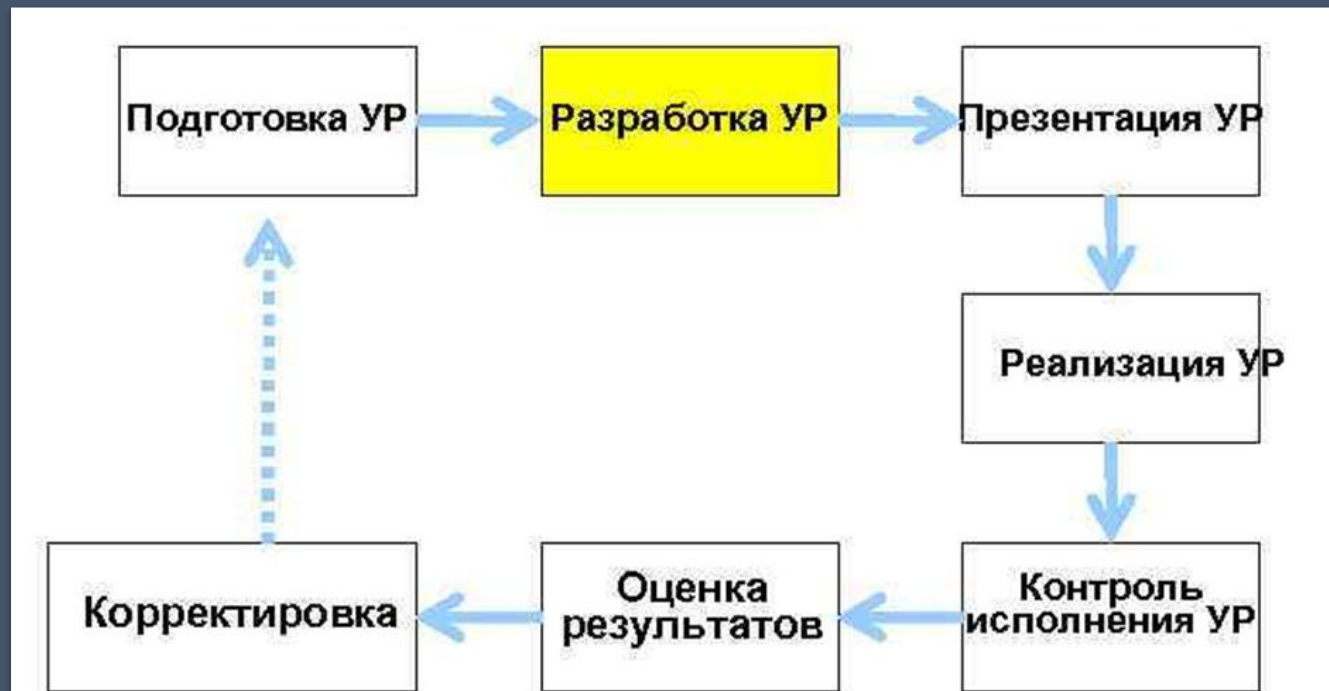 Подготовка УР
Разработка УР
Презентация УР
Реализация УР
Контроль
исполнения УР
Оценка
результатов
Корректировка